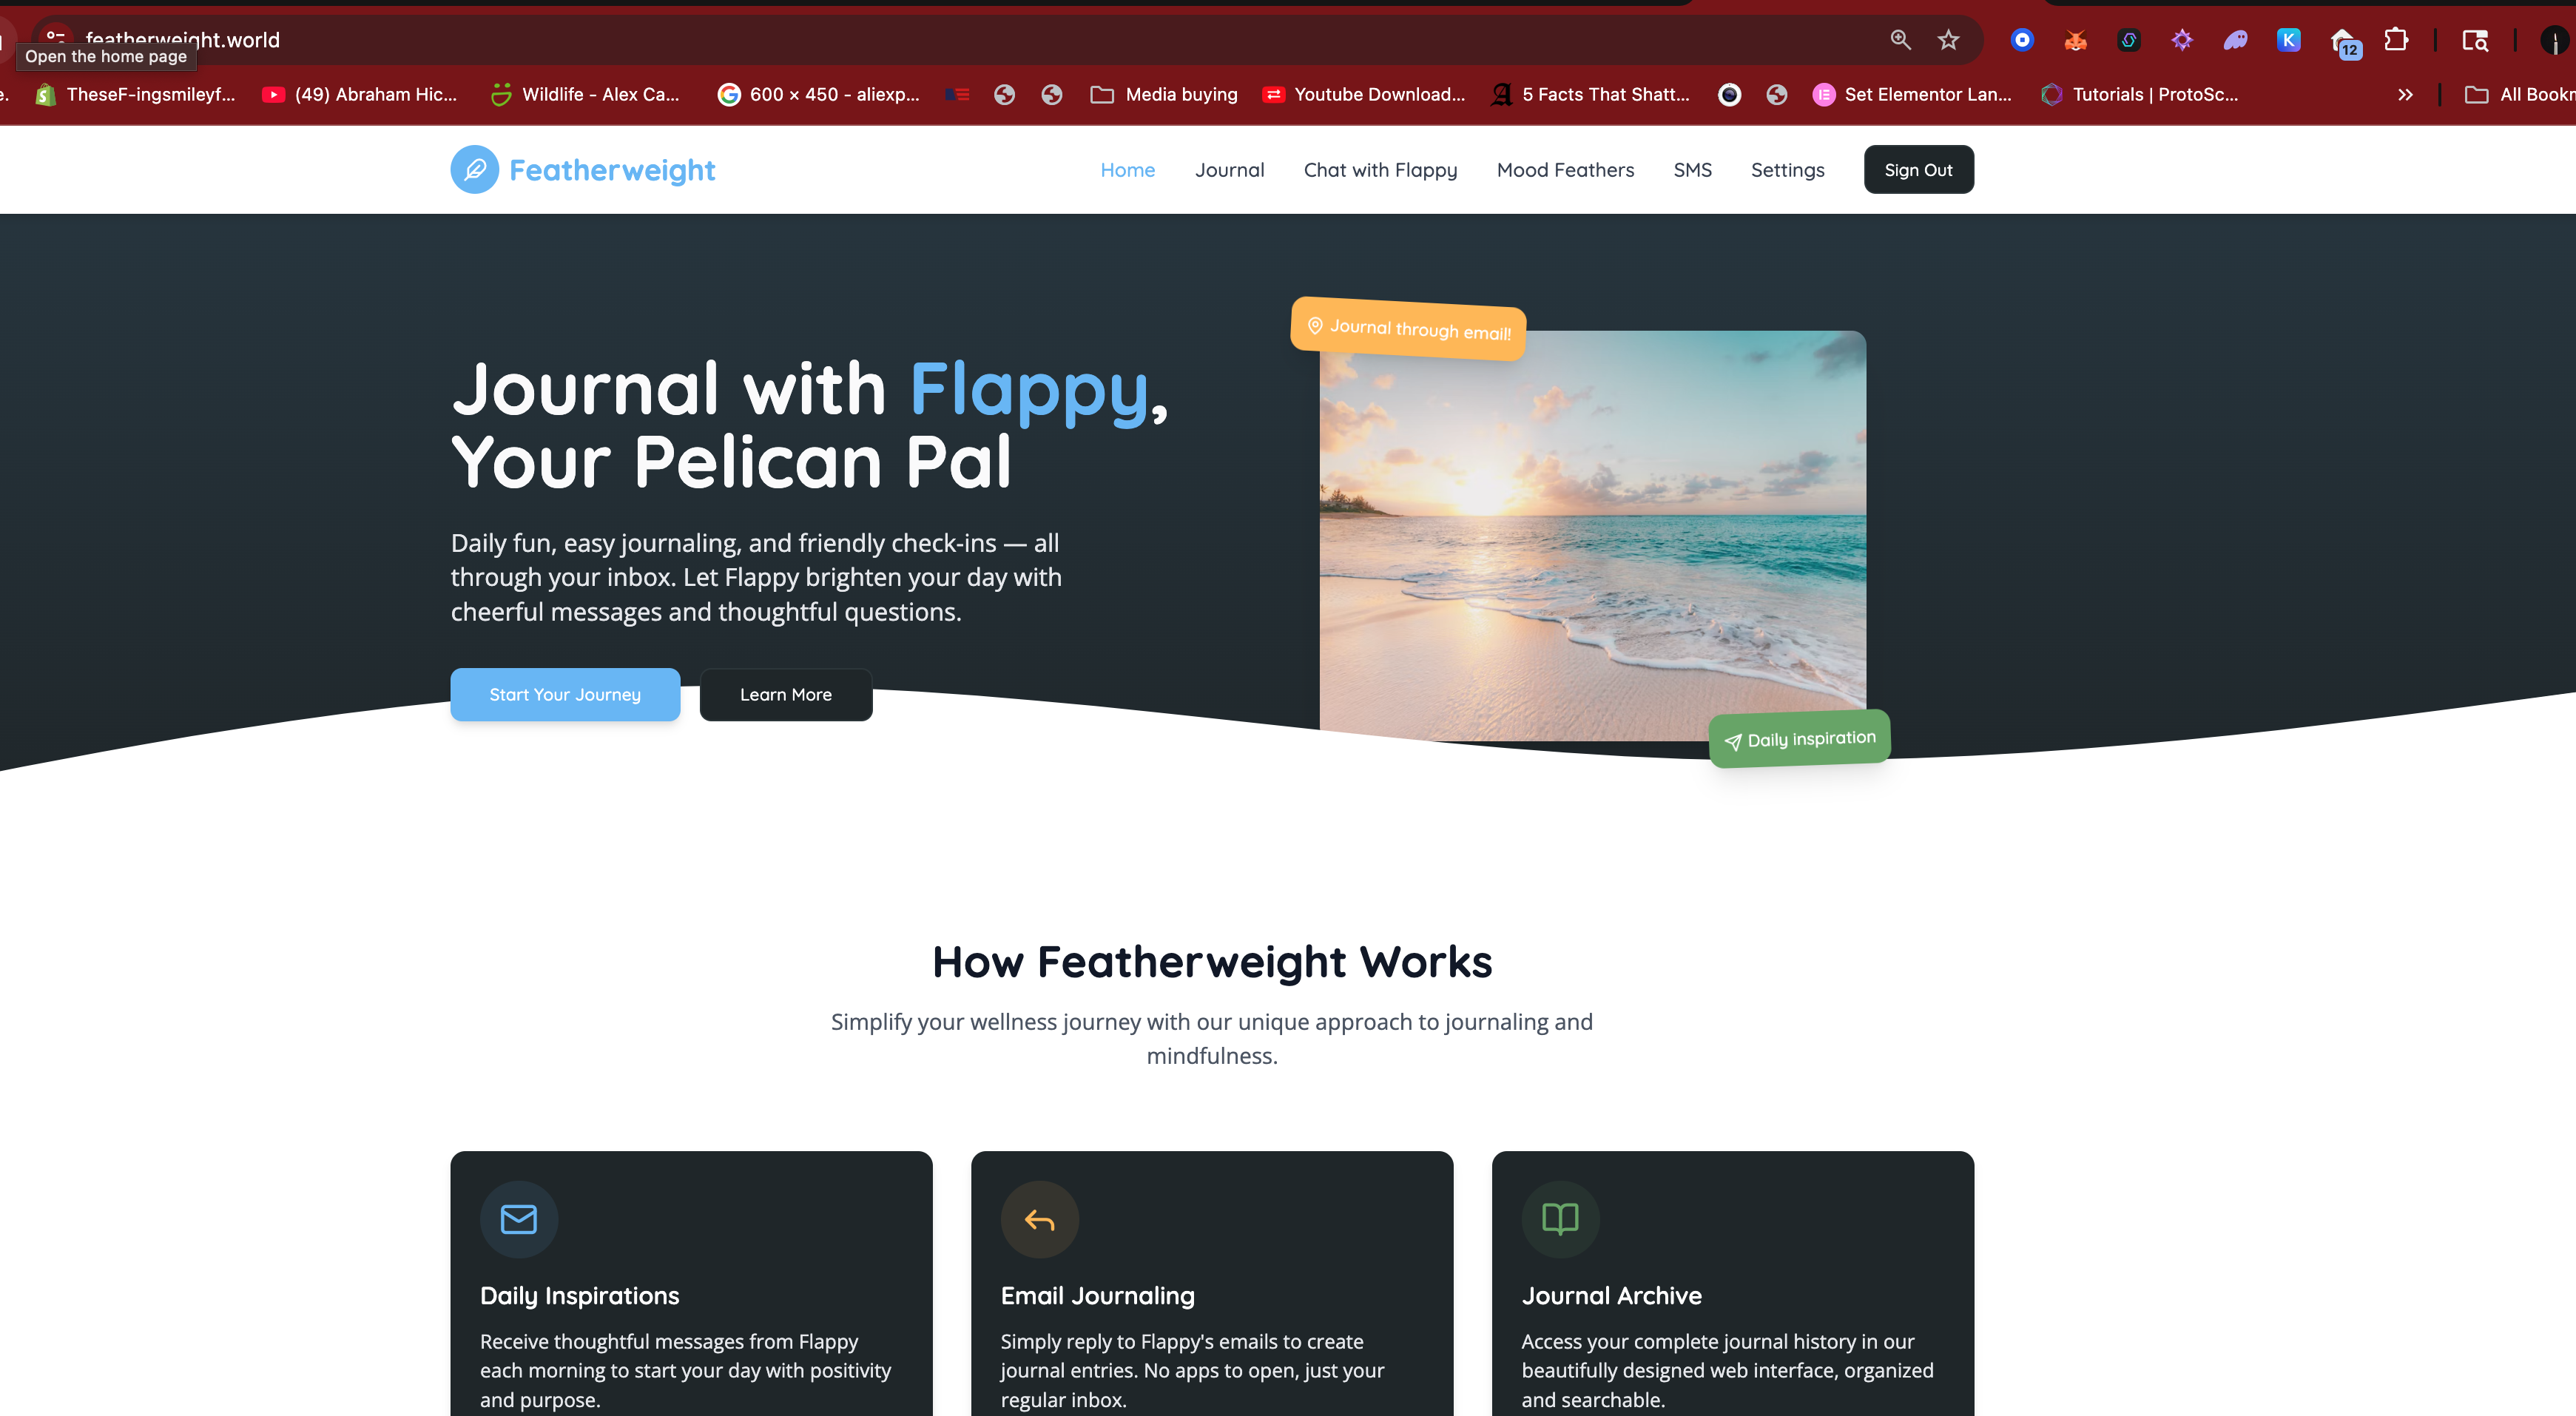 featherweight.world
Open the home page
12
e.
TheseF-ingsmileyf...
(49) Abraham Hic...
Wildlife - Alex Ca...
600 × 450 - aliexp...
Media buying
Youtube Download...
5 Facts That Shatt...
Set Elementor Lan...
Tutorials | ProtoSc...
All Bookm
Featherweight
Home
Journal
Chat with Flappy
Mood Feathers
SMS
Settings
Sign Out
Journal with Flappy,
Your Pelican Pal
Daily fun, easy journaling, and friendly check-ins — all
through your inbox. Let Flappy brighten your day with
cheerful messages and thoughtful questions.
Start Your Journey
Learn More
Journal through email!
Daily inspiration
How Featherweight Works
Simplify your wellness journey with our unique approach to journaling and
mindfulness.
Daily Inspirations
Receive thoughtful messages from Flappy
each morning to start your day with positivity
and purpose.
Email Journaling
Simply reply to Flappy's emails to create
journal entries. No apps to open, just your
regular inbox.
Journal Archive
Access your complete journal history in our
beautifully designed web interface, organized
and searchable.